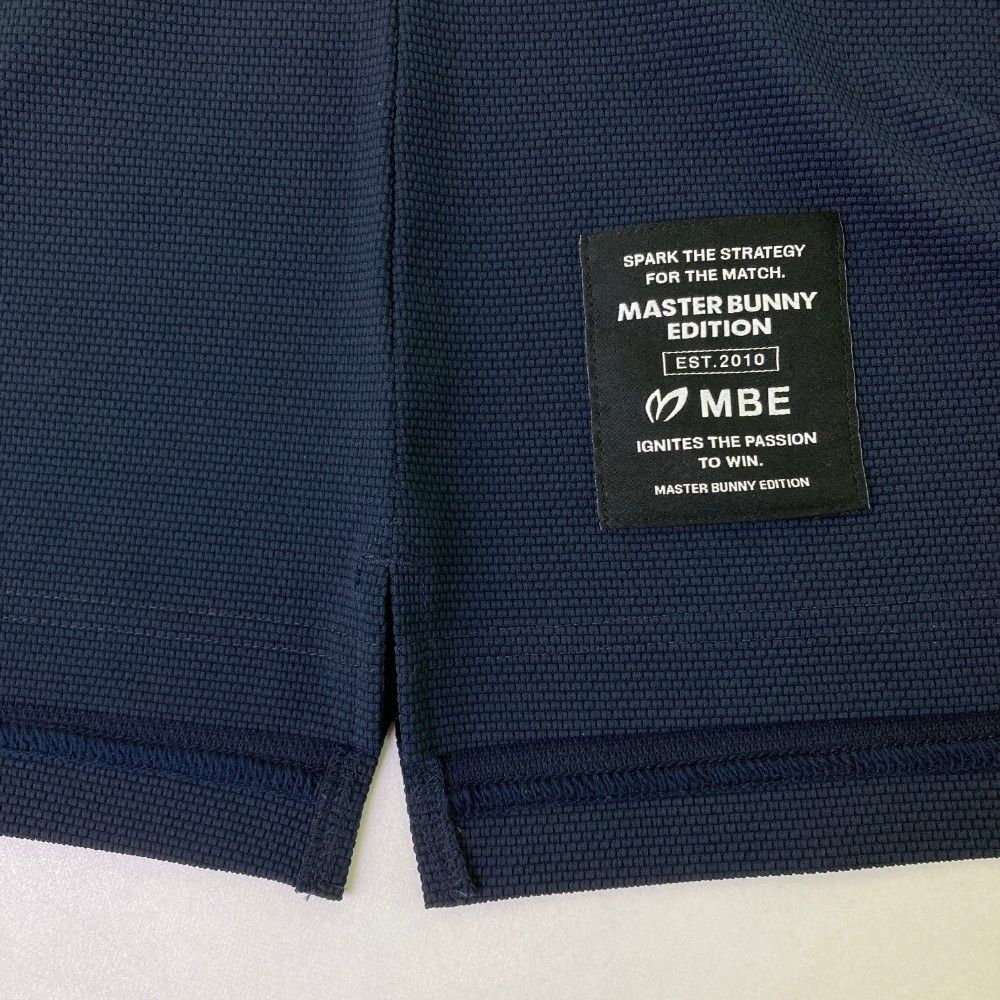 SPARK THE STRATEGY
FOR THE MATCH.
MASTER BUNNY
EDITION
EST.2010
MBE
IGNITES THE PASSION
TO WIN.
MASTER BUNNY EDITION